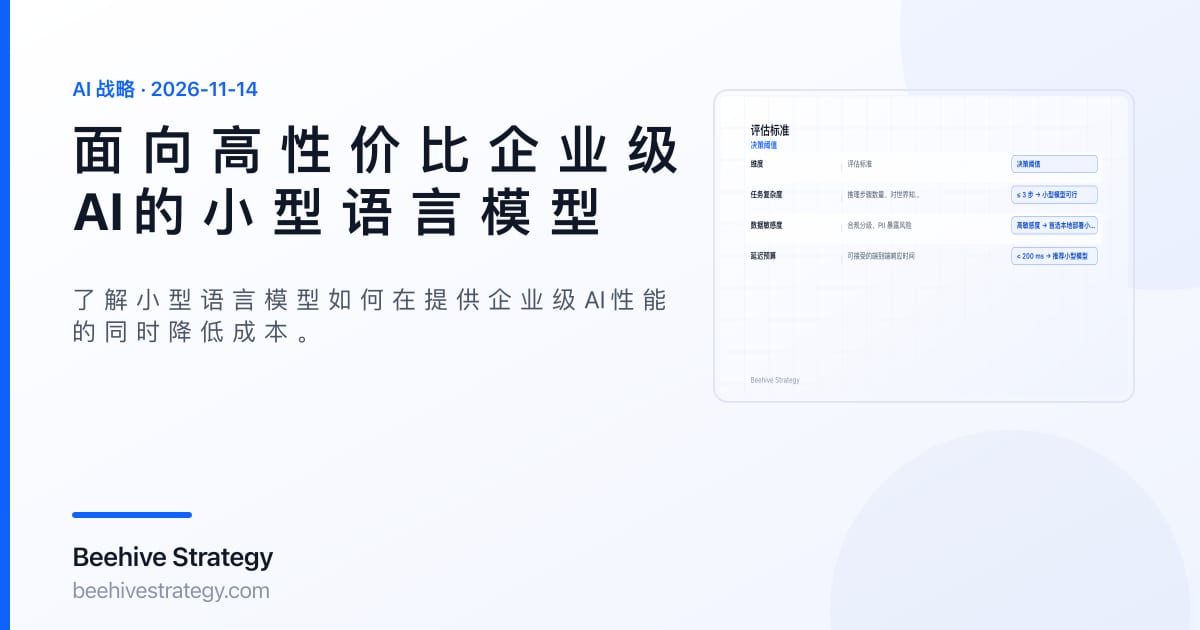 AI 战略 · 2026-11-14
面向高性价比企业级
AI的小型语言模型
了解小型语言模型如何在提供企业级 AI性能
的同时降低成本。
评估标准
决策阈值
维度 评估标准 决策阈值
任务复杂度 推理步骤数量、对世界知... ≤ 3 步 → 小型模型可行
数据敏感度 合规分级、PII 暴露风险 高敏感度 → 首选本地部署小...
延迟预算 可接受的端到端响应时间 < 200 ms → 推荐小型模型
Beehive Strategy
Beehive Strategy
beehivestrategy.com